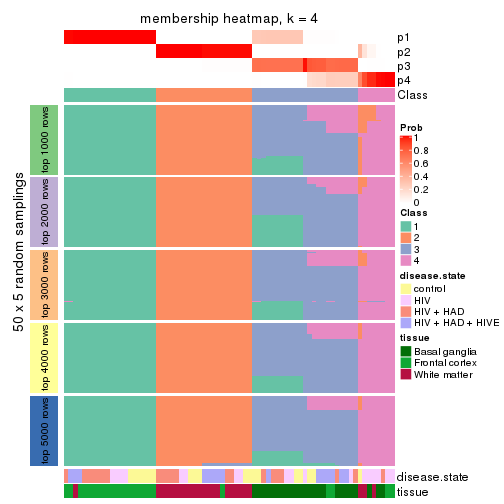 membership heatmap, k = 4
p1
p2
p3
p4
Class
50 x 5 random samplings
top 1000 rows
top 2000 rows
top 3000 rows
top 4000 rows
top 5000 rows
disease.state
tissue
Prob
1
0.8
0.6
0.4
0.2
0
Class
1
2
3
4
disease.state
control
HIV
HIV + HAD
HIV + HAD + HIVE
tissue
Basal ganglia
Frontal cortex
White matter